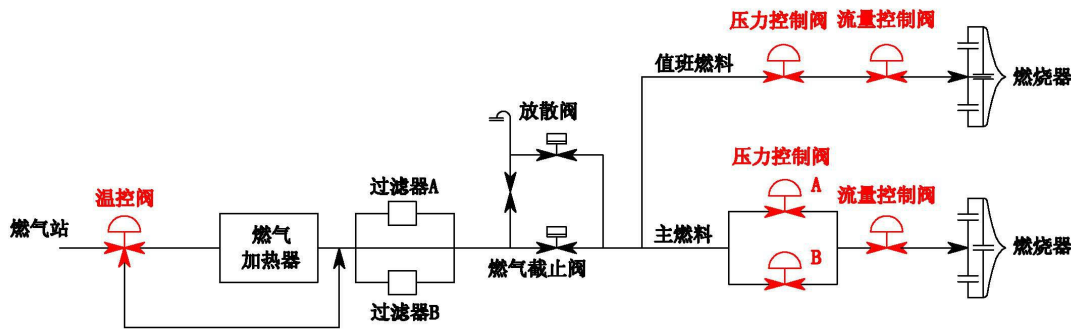 压力控制阀
流量控制阀
值班燃料
燃烧器
放散阀
压力控制阀
过滤器A
A
温控阀
流量控制阀
燃气站
燃气
加热器
主燃料
燃烧器
燃气截止阀
B
过滤器B